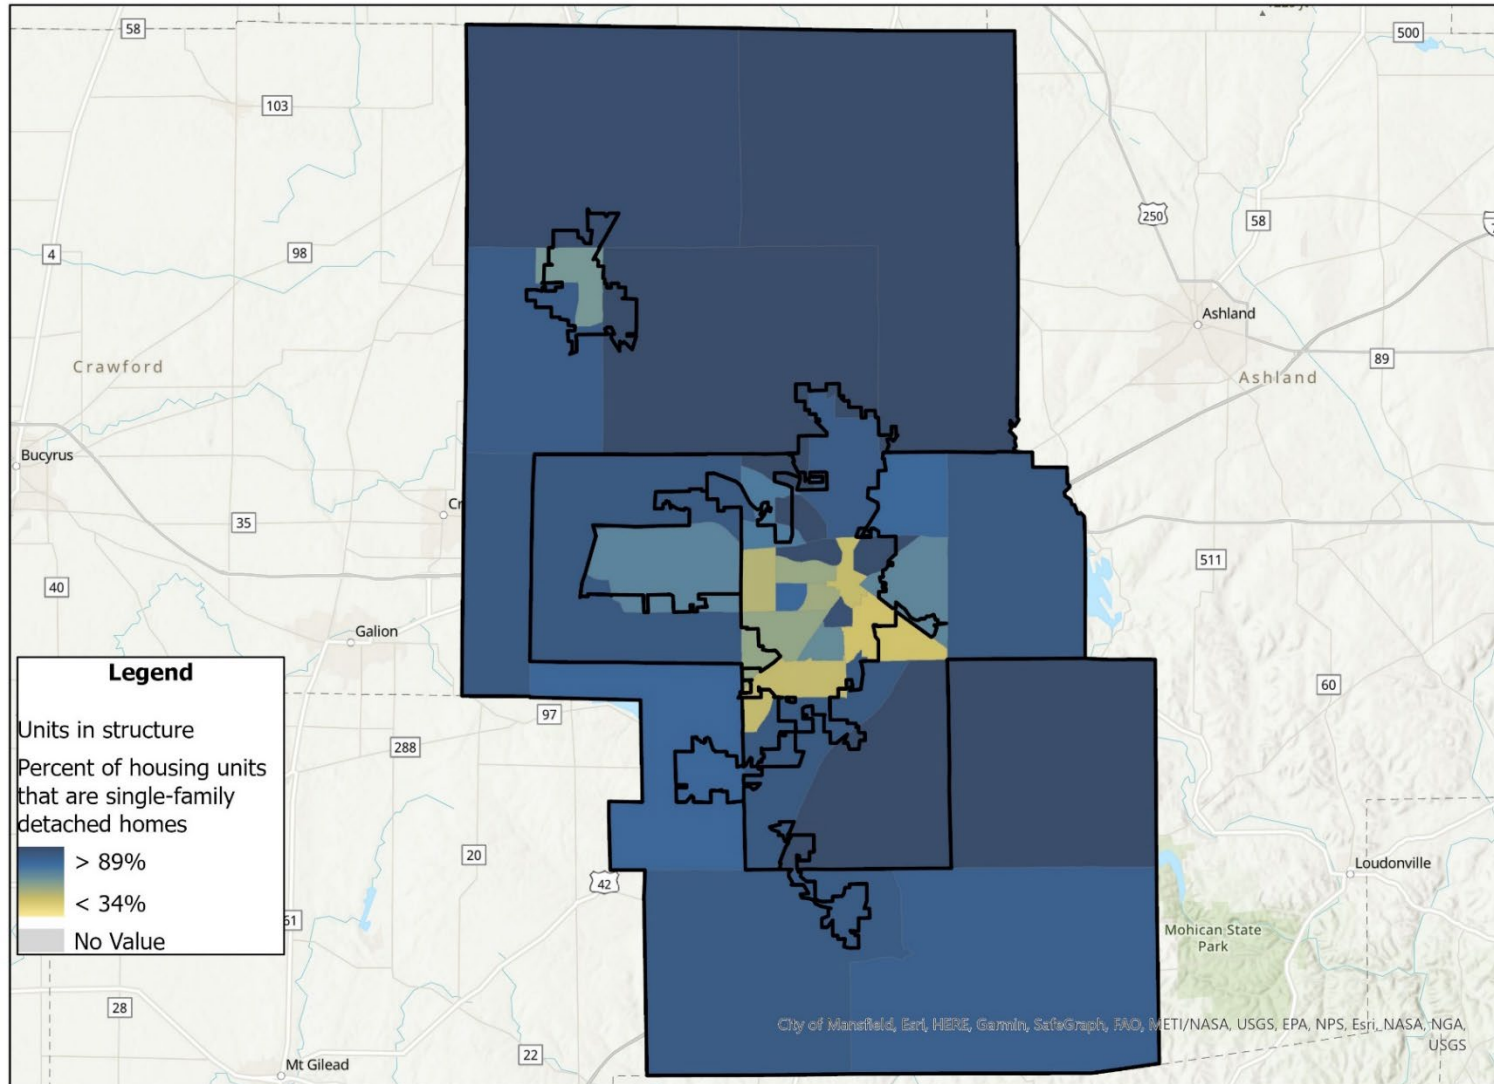 58
500
103
250
58
4
98
Ashland
89
Crawford
Ashland
Bucyrus
Cr
35
511
40
Galion
60
97
288
20
42
Loudonville
Mohican State
Park
61
28
22
Mt Gilead
Legend
Units in structure
Percent of housing units
that are single-family
detached homes
> 89%
< 34%
No Value
City of Mansfield, Esri, HERE, Garmin, SafeGraph, FAO, METI/NASA, USGS, EPA, NPS, Esri, NASA, NGA,
USGS